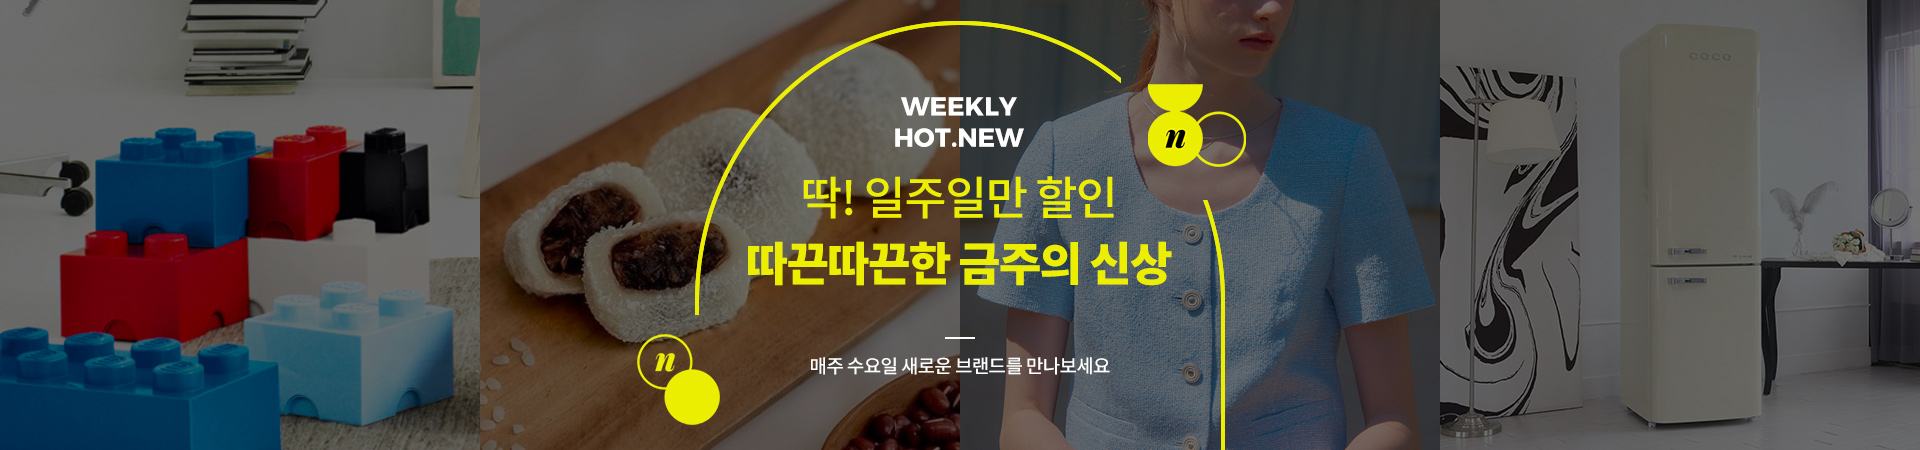 WEEKLY
HOT.NEW
딱! 일주일만 할인
따끈따끈한 금주의 신상
매주 수요일 새로운 브랜드를 만나보세요
n
n
COCO